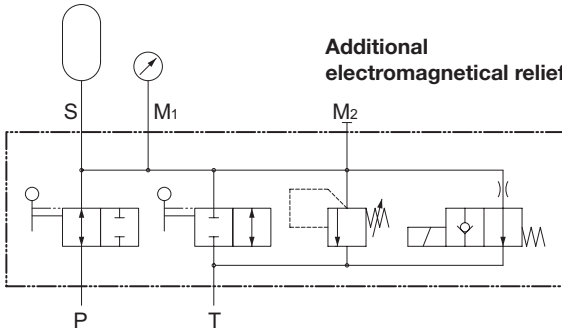 Additional
electromagnetical relief
S
M1
M2
P
T